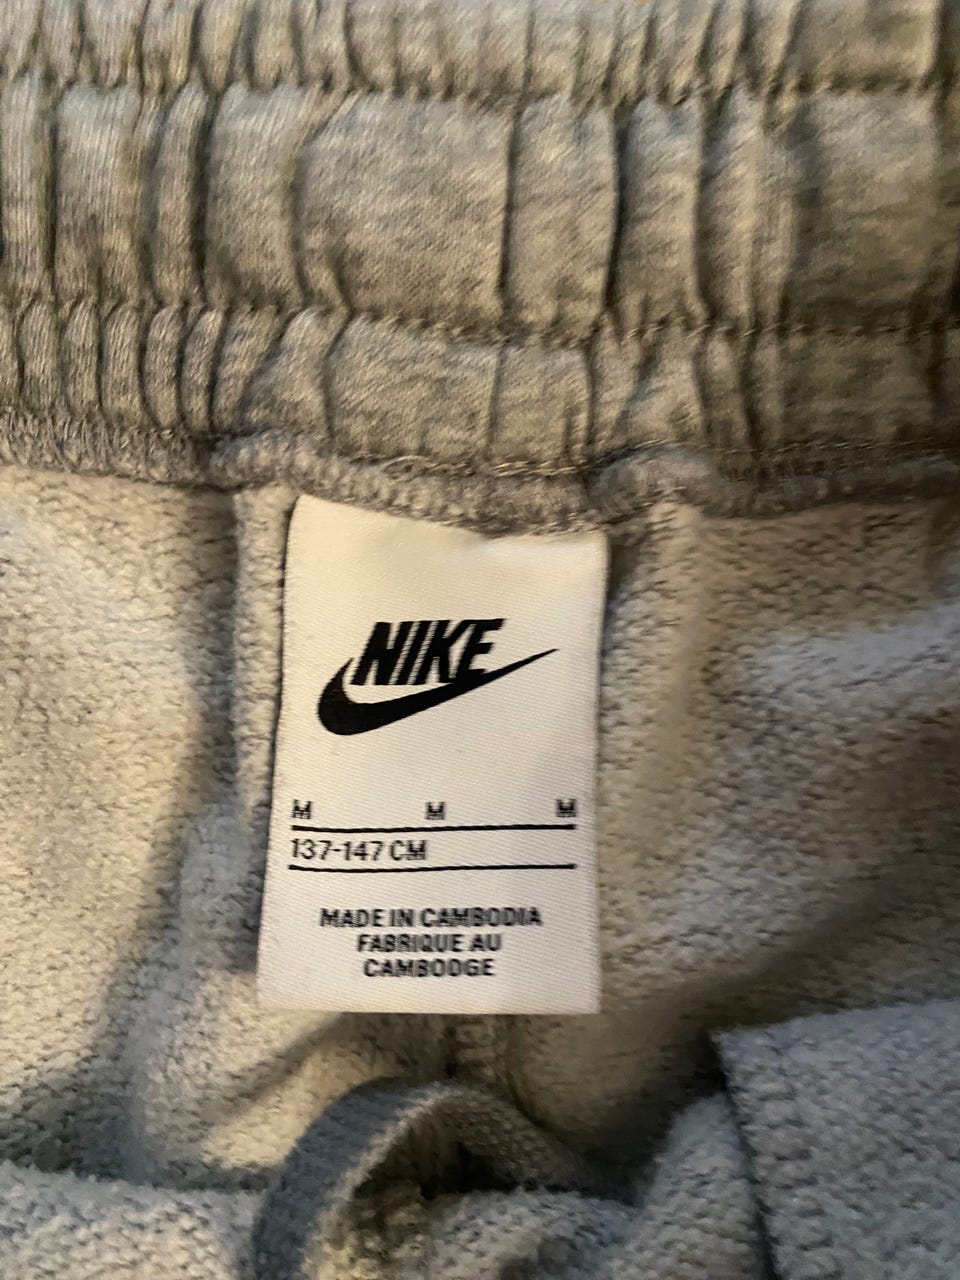 NIKE
M M M
137-147 CM
MADE IN CAMBODIA
FABRIQUE AU
CAMBODGE